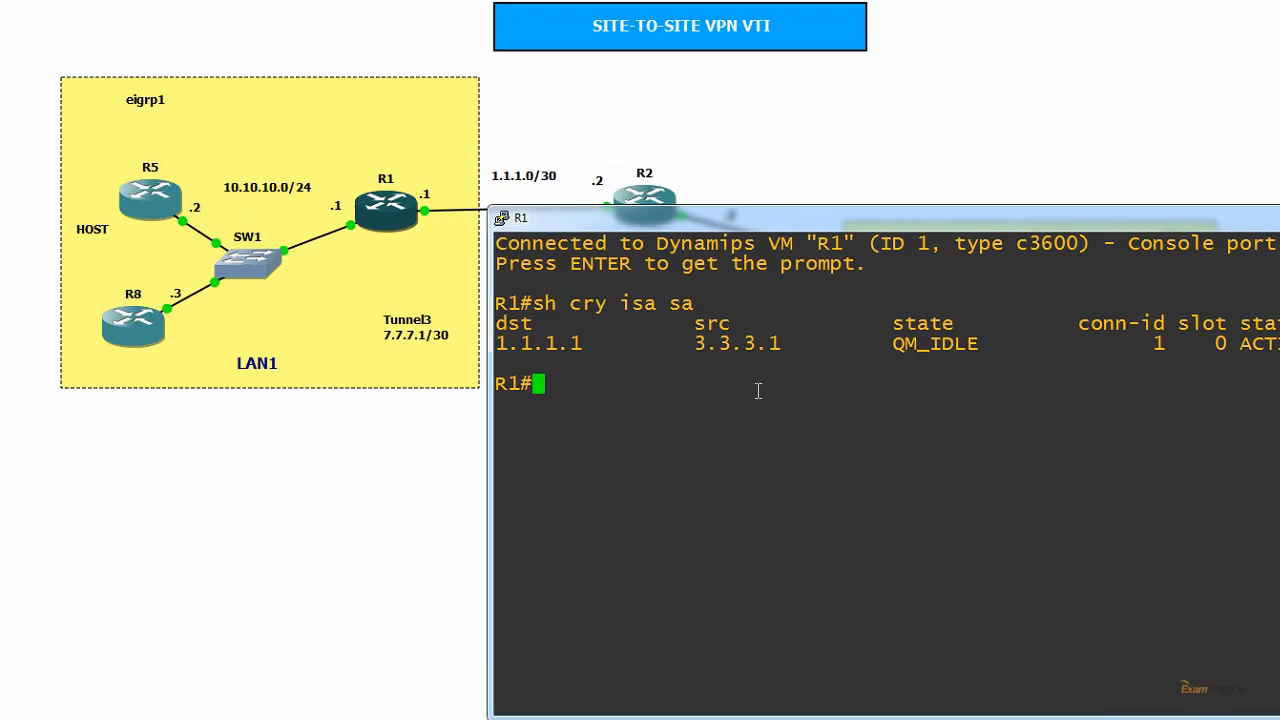 SITE-TO-SITE VPN VTI
eigrp1
R5
10.10.10.0/24
R1
1.1.1.0/30
R2
.2
.1
.1
.2
HOST
SW1
R8
.3
Tunnel3
7.7.7.1/30
LAN1
R1
Connected to Dynamips VM "R1" (ID 1, type c3600) - Console port
Press ENTER to get the prompt.
R1#sh cry isa sa
dst src state conn-id slot stat
1.1.1.1 3.3.3.1 QM_IDLE 1 0 ACTI
R1#